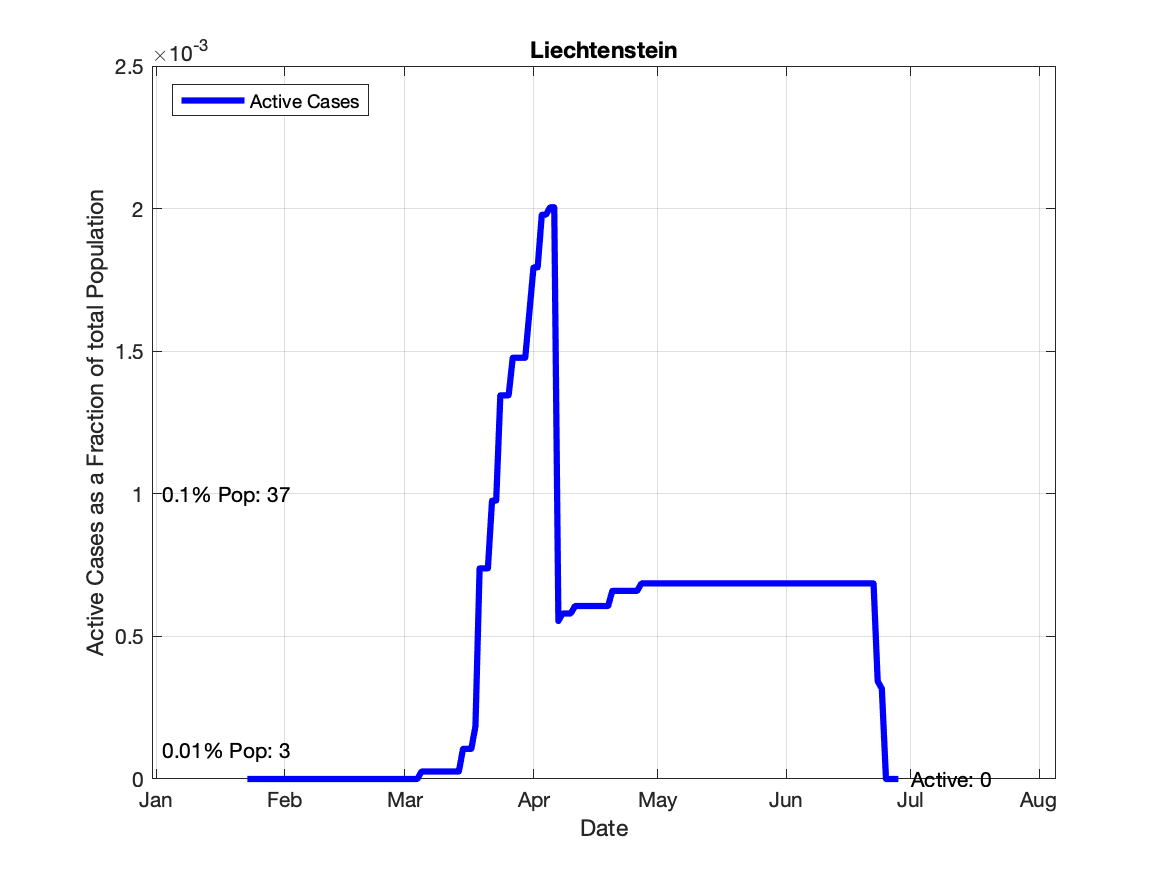 Liechtenstein
×10-3
2.5
Active Cases
2
1.5
1
0.1% Pop: 37
0.5
0.01% Pop: 3
0
Active: 0
Jan Feb Mar Apr May Jun Jul Aug
Date
Active Cases as a Fraction of total Population